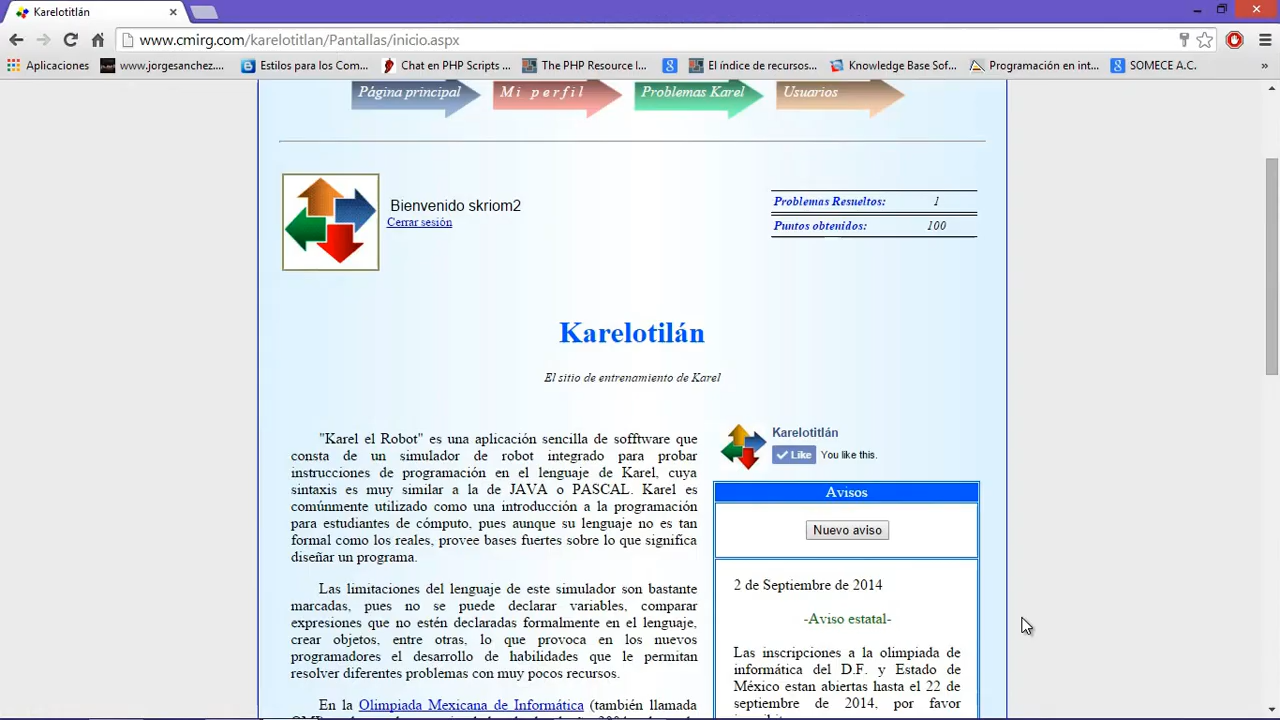 Karelotitlan
www.cmirg.com/karelotitlan/Pantallas/inicio.aspx
Aplicaciones
www.jorgesanchez....
Estilos para los Com...
Chat en PHP Scripts ...
The PHP Resource I...
El índice de recurso...
Knowledge Base Sof...
Programación en int...
SOMECE A.C.
»
Página principal
Mi perfil
Problemas Karel
Usuarios
Bienvenido skriom2
Cerrar sesión
Problemas Resueltos: 1
Puntos obtenidos: 100
Karelotilán
El sitio de entrenamiento de Karel
"Karel el Robot" es una aplicación sencilla de sofftware que
consta de un simulador de robot integrado para probar
instrucciones de programación en el lenguaje de Karel, cuya
sintaxis es muy similar a la de JAVA o PASCAL. Karel es
comúnmente utilizado como una introducción a la programación
para estudiantes de cómputo, pues aunque su lenguaje no es tan
formal como los reales, provee bases fuertes sobre lo que significa
diseñar un programa.
Las limitaciones del lenguaje de este simulador son bastante
marcadas, pues no se puede declarar variables, comparar
expresiones que no estén declaradas formalmente en el lenguaje,
crear objetos, entre otras, lo que provoca en los nuevos
programadores el desarrollo de habilidades que le permitan
resolver diferentes problemas con muy pocos recursos.
En la Olimpiada Mexicana de Informática (también llamada
Karelotitlán
Like
You like this.
Avisos
Nuevo aviso
2 de Septiembre de 2014
-Aviso estatal-
Las inscripciones a la olimpiada de
informática del D.F. y Estado de
México estan abiertas hasta el 22 de
septiembre de 2014, por favor